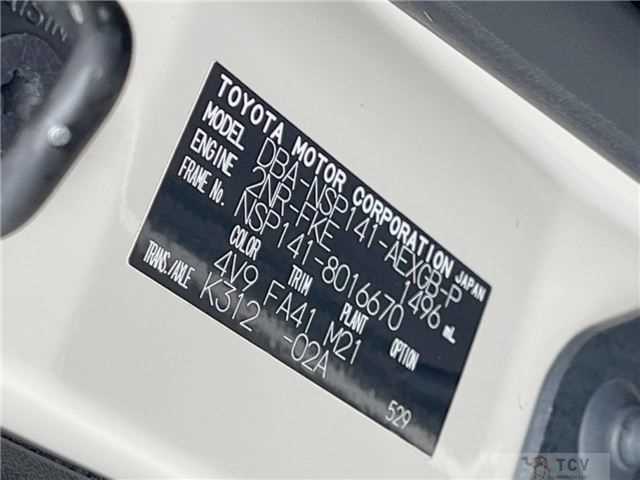 TOYOTA MOTOR CORPORATION JAPAN
MODEL DBA-NSP141-AEXGB-P
ENGINE 2NR-FKE 1496 mL
FRAME No. NSP141-8016670
COLOR TRIM PLANT OPTION
4V9 FA41 M21
TRANS./AXLE K312 -02A
529
TCV